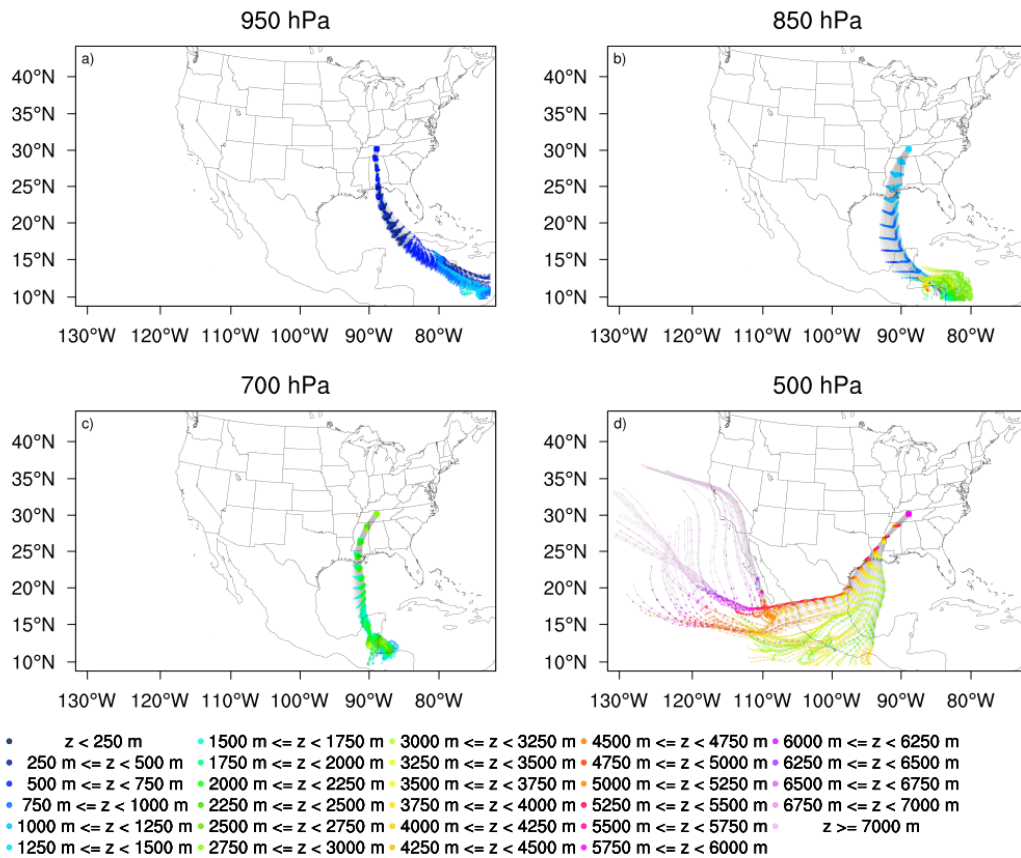 950 hPa
850 hPa
a)
b)
40°N
35°N
30°N
25°N
20°N
15°N
10°N
40°N
35°N
30°N
25°N
20°N
15°N
10°N
130°W 120°W 110°W 100°W 90°W 80°W
130°W 120°W 110°W 100°W 90°W 80°W
700 hPa
500 hPa
c)
d)
40°N
35°N
30°N
25°N
20°N
15°N
10°N
40°N
35°N
30°N
25°N
20°N
15°N
10°N
130°W 120°W 110°W 100°W 90°W 80°W
130°W 120°W 110°W 100°W 90°W 80°W
z < 250 m
250 m <= z < 500 m
500 m <= z < 750 m
750 m <= z < 1000 m
1000 m <= z < 1250 m
1250 m <= z < 1500 m
1500 m <= z < 1750 m
1750 m <= z < 2000 m
2000 m <= z < 2250 m
2250 m <= z < 2500 m
2500 m <= z < 2750 m
2750 m <= z < 3000 m
3000 m <= z < 3250 m
3250 m <= z < 3500 m
3500 m <= z < 3750 m
3750 m <= z < 4000 m
4000 m <= z < 4250 m
4250 m <= z < 4500 m
4500 m <= z < 4750 m
4750 m <= z < 5000 m
5000 m <= z < 5250 m
5250 m <= z < 5500 m
5500 m <= z < 5750 m
5750 m <= z < 6000 m
6000 m <= z < 6250 m
6250 m <= z < 6500 m
6500 m <= z < 6750 m
6750 m <= z < 7000 m
z >= 7000 m